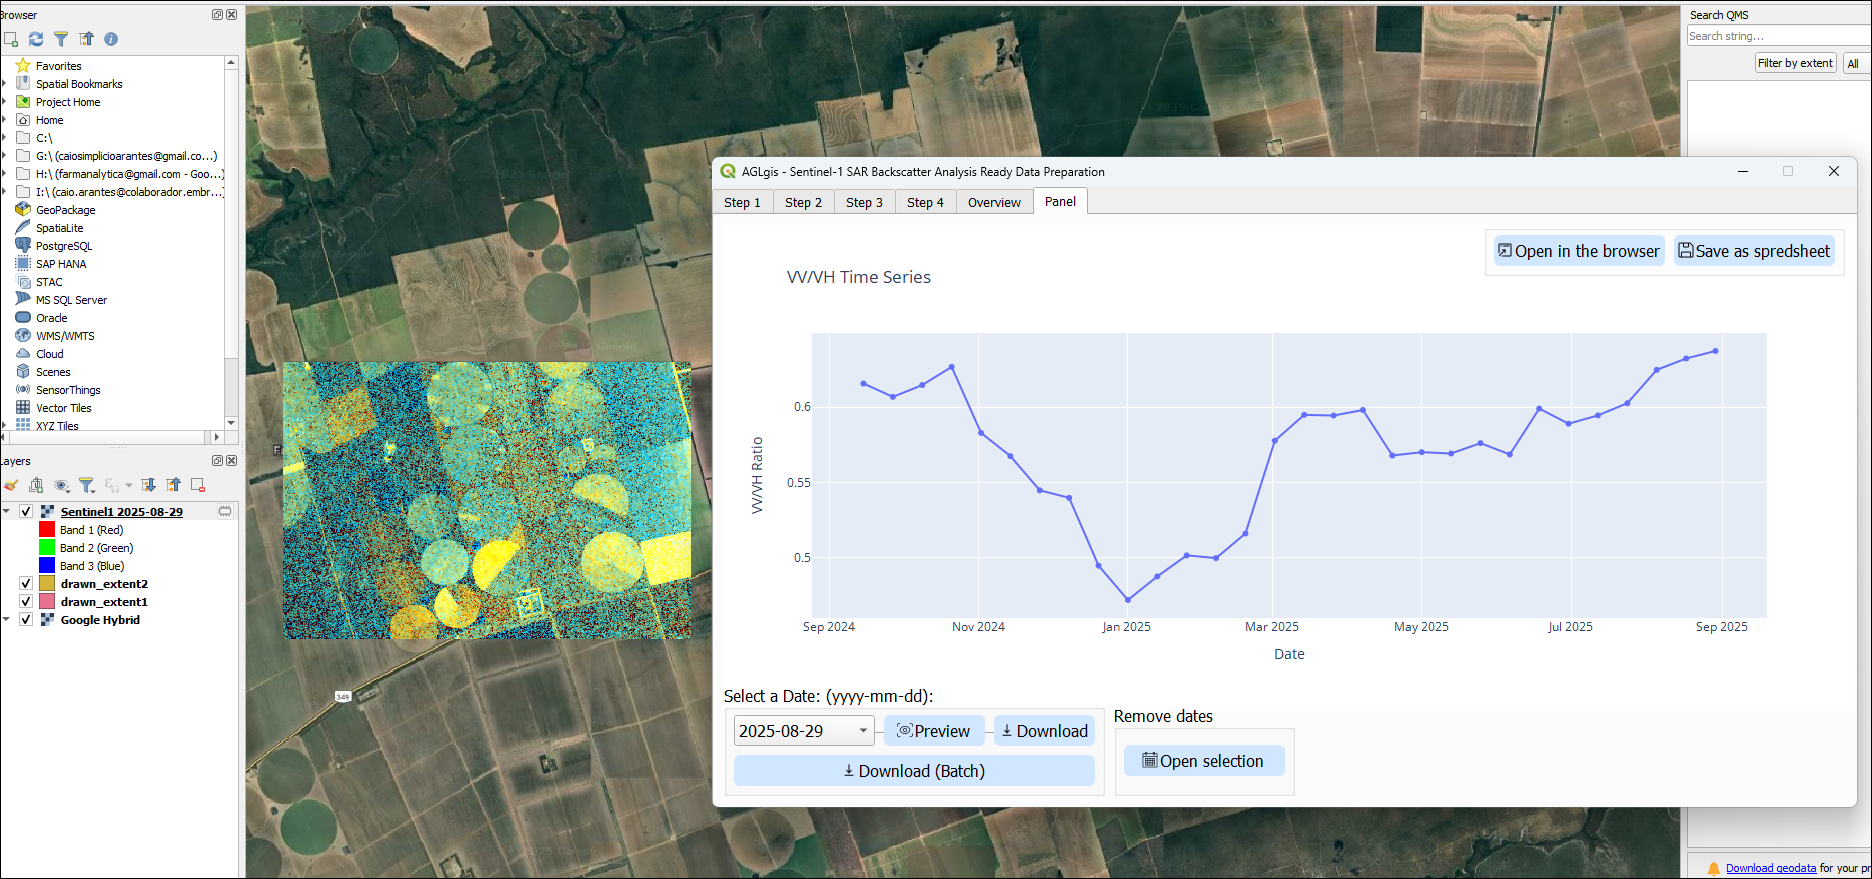 Browser
Favorites
Spatial Bookmarks
Project Home
Home
C:\
G:\ (caiosimplicioarantes@gmail.co...)
H:\ (farmanalytica@gmail.com - Goo...)
I:\ (caio.arantes@colaborador.embr...
GeoPackage
SpatiaLite
PostgreSQL
SAP HANA
STAC
MS SQL Server
Oracle
WMS/WMTS
Cloud
Scenes
SensorThings
Vector Tiles
XYZ Tiles
Layers
Sentinel1 2025-08-29
Band 1 (Red)
Band 2 (Green)
Band 3 (Blue)
drawn_extent2
drawn_extent1
Google Hybrid
349
AGLgis - Sentinel-1 SAR Backscatter Analysis Ready Data Preparation
Step 1 Step 2 Step 3 Step 4 Overview Panel
Open in the browser Save as spredsheet
VV/VH Time Series
VV/VH Ratio
0.6
0.55
0.5
Sep 2024 Nov 2024 Jan 2025 Mar 2025 May 2025 Jul 2025 Sep 2025
Date
Select a Date: (yyyy-mm-dd):
2025-08-29 Preview Download
Download (Batch)
Remove dates
Open selection
Search QMS
Search string...
Filter by extent All
Download geodata for your pr